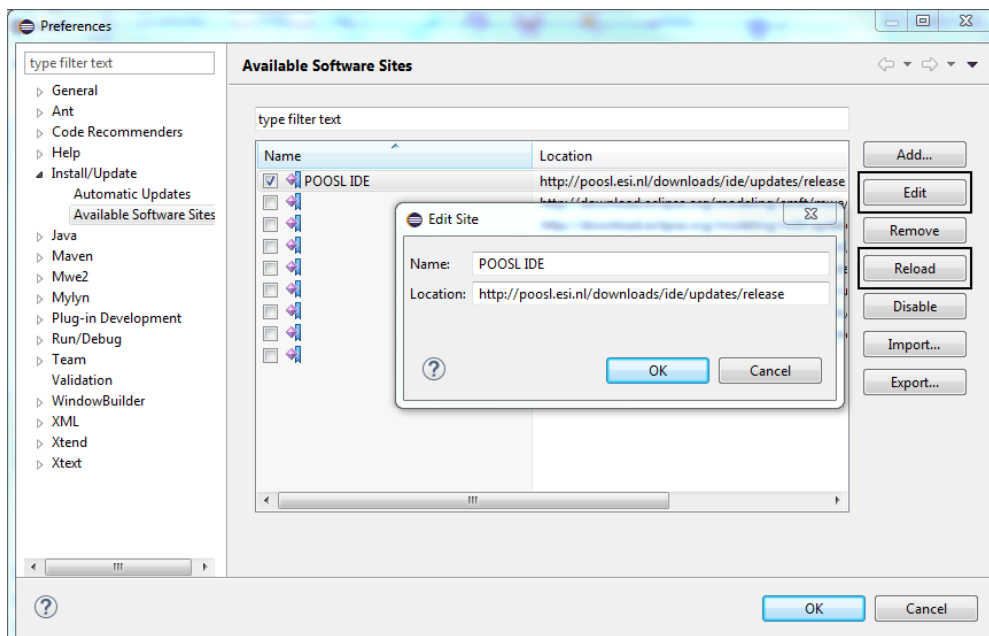 Preferences
type filter text
Available Software Sites
General
Ant
Code Recommenders
Help
Install/Update
Automatic Updates
Available Software Sites
Java
Maven
Mwe2
Mylyn
Plug-in Development
Run/Debug
Team
Validation
WindowBuilder
XML
Xtend
Xtext
type filter text
Name Location
POOSL IDE http://poosl.esi.nl/downloads/ide/updates/release
Add...
Edit
Remove
Reload
Disable
Import...
Export...
Edit Site
Name: POOSL IDE
Location: http://poosl.esi.nl/downloads/ide/updates/release
OK Cancel
OK Cancel